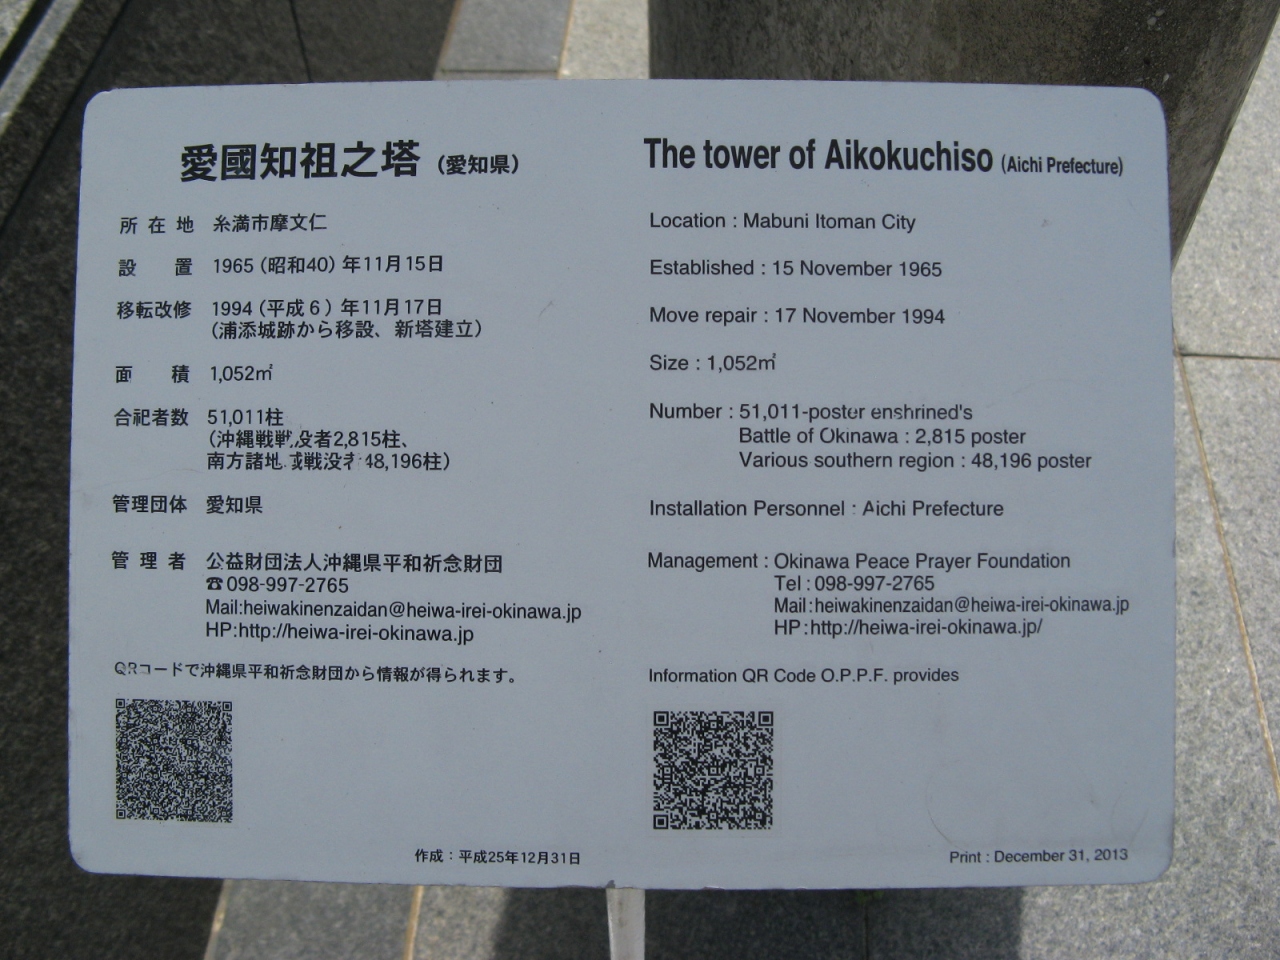 愛國知祖之塔（愛知県）
所在地 糸満市摩文仁
設置 1965（昭和40）年11月15日
移転改修 1994（平成6）年11月17日
（浦添城跡から移設、新塔建立）
面積 1,052㎡
合祀者数 51,011柱
（沖縄戦戦没者2,815柱、
南方諸地域戦没者48,196柱）
管理団体 愛知県
管理者 公益財団法人沖縄県平和祈念財団
☎098-997-2765
Mail:heiwakinenzaidan@heiwa-irei-okinawa.jp
HP:http://heiwa-irei-okinawa.jp
QRコードで沖縄県平和祈念財団から情報が得られます。
作成：平成25年12月31日
The tower of Aikokuchiso (Aichi Prefecture)
Location : Mabuni Itoman City
Established : 15 November 1965
Move repair : 17 November 1994
Size : 1,052㎡
Number : 51,011-poster enshrined's
Battle of Okinawa : 2,815 poster
Various southern region : 48,196 poster
Installation Personnel : Aichi Prefecture
Management : Okinawa Peace Prayer Foundation
Tel : 098-997-2765
Mail : heiwakinenzaidan@heiwa-irei-okinawa.jp
HP : http://heiwa-irei-okinawa.jp/
Information QR Code O.P.P.F. provides
Print : December 31, 2013